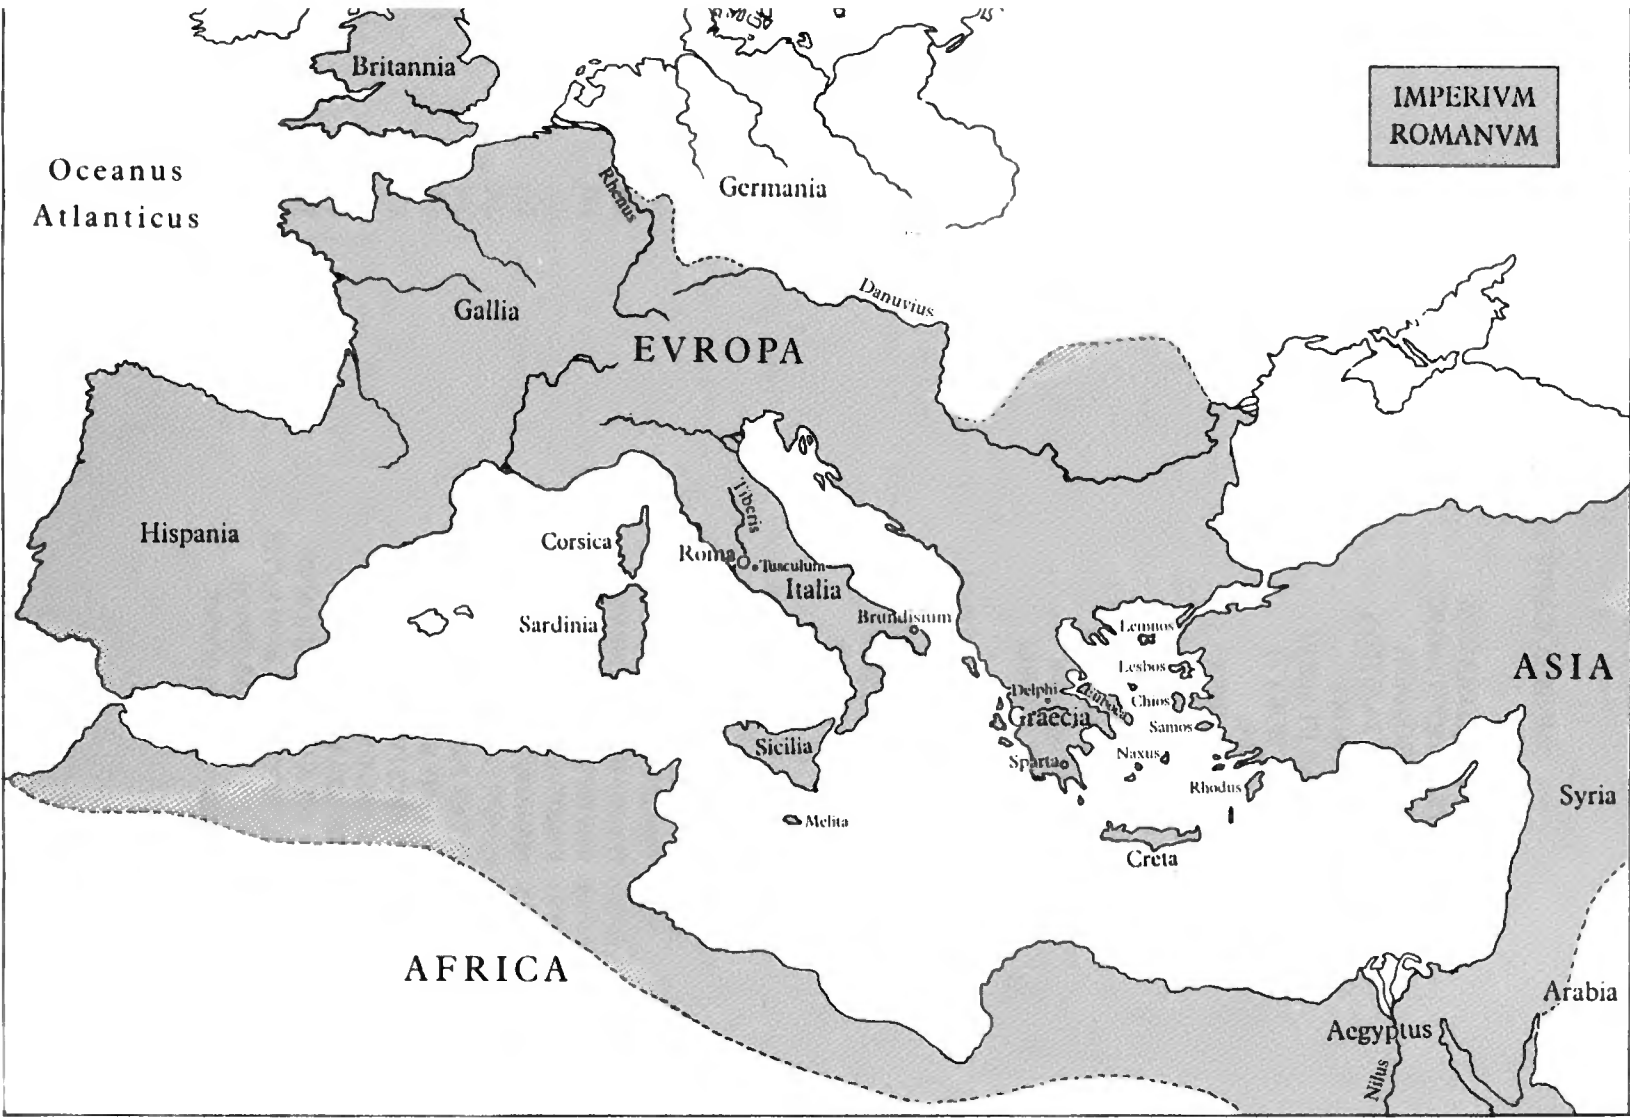 Britannia
IMPERIVM
ROMANVM
Oceanus
Atlanticus
Germania
Rhenus
Danuvius
Gallia
EVROPA
Hispania
Corsica
Tiberis
Roma
Tusculum
Italia
Sardinia
Brundisium
Lemnos
Lesbos
ASIA
Delphi
Euboea
Chios
Graecia
Samos
Sicilia
Naxus
Sparta
Rhodus
Syria
Melita
Creta
AFRICA
Arabia
Aegyptus
Nilus